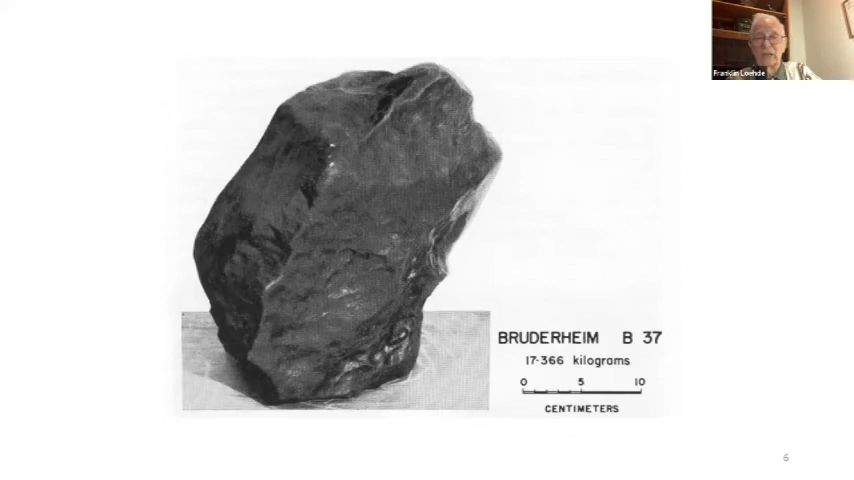 Franklin Loehde
BRUDERHEIM B 37
17·366 kilograms
0 5 10
CENTIMETERS
6